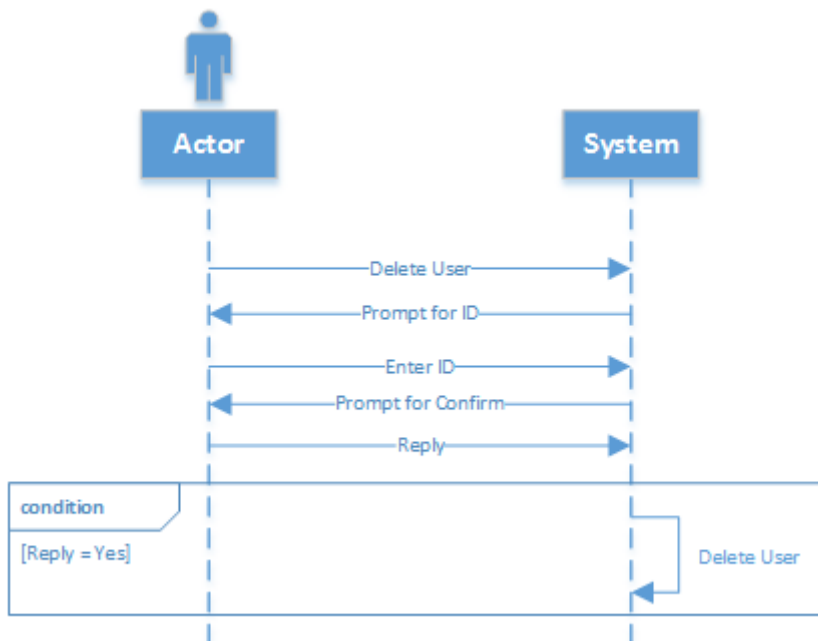 Actor
System
Delete User
Prompt for ID
Enter ID
Prompt for Confirm
Reply
condition
[Reply = Yes]
Delete User